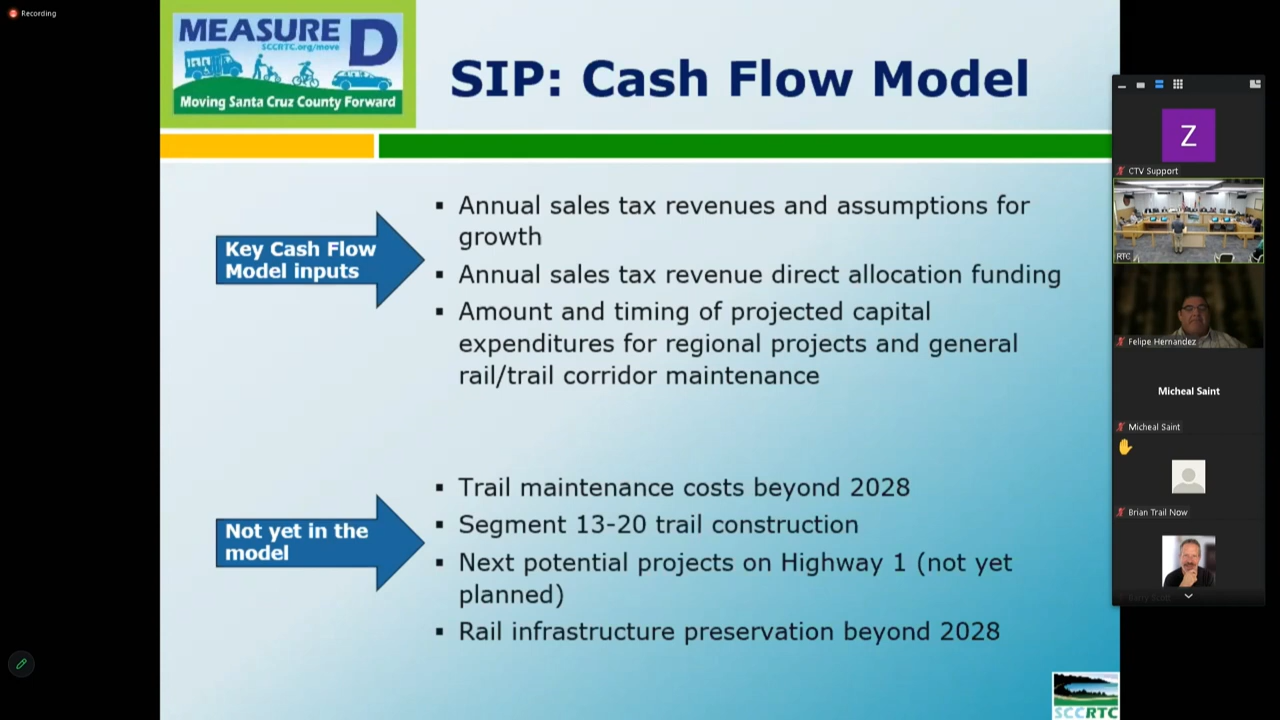 Recording
MEASURE D
SCCRTC.org/move
Moving Santa Cruz County Forward
SIP: Cash Flow Model
Key Cash Flow
Model inputs
▪ Annual sales tax revenues and assumptions for
growth
▪ Annual sales tax revenue direct allocation funding
▪ Amount and timing of projected capital
expenditures for regional projects and general
rail/trail corridor maintenance
Not yet in the
model
▪ Trail maintenance costs beyond 2028
▪ Segment 13-20 trail construction
▪ Next potential projects on Highway 1 (not yet
planned)
▪ Rail infrastructure preservation beyond 2028
SCCRTC
Z
CTV Support
RTC
Felipe Hernandez
Micheal Saint
Micheal Saint
Brian Trail Now
Barry Scott